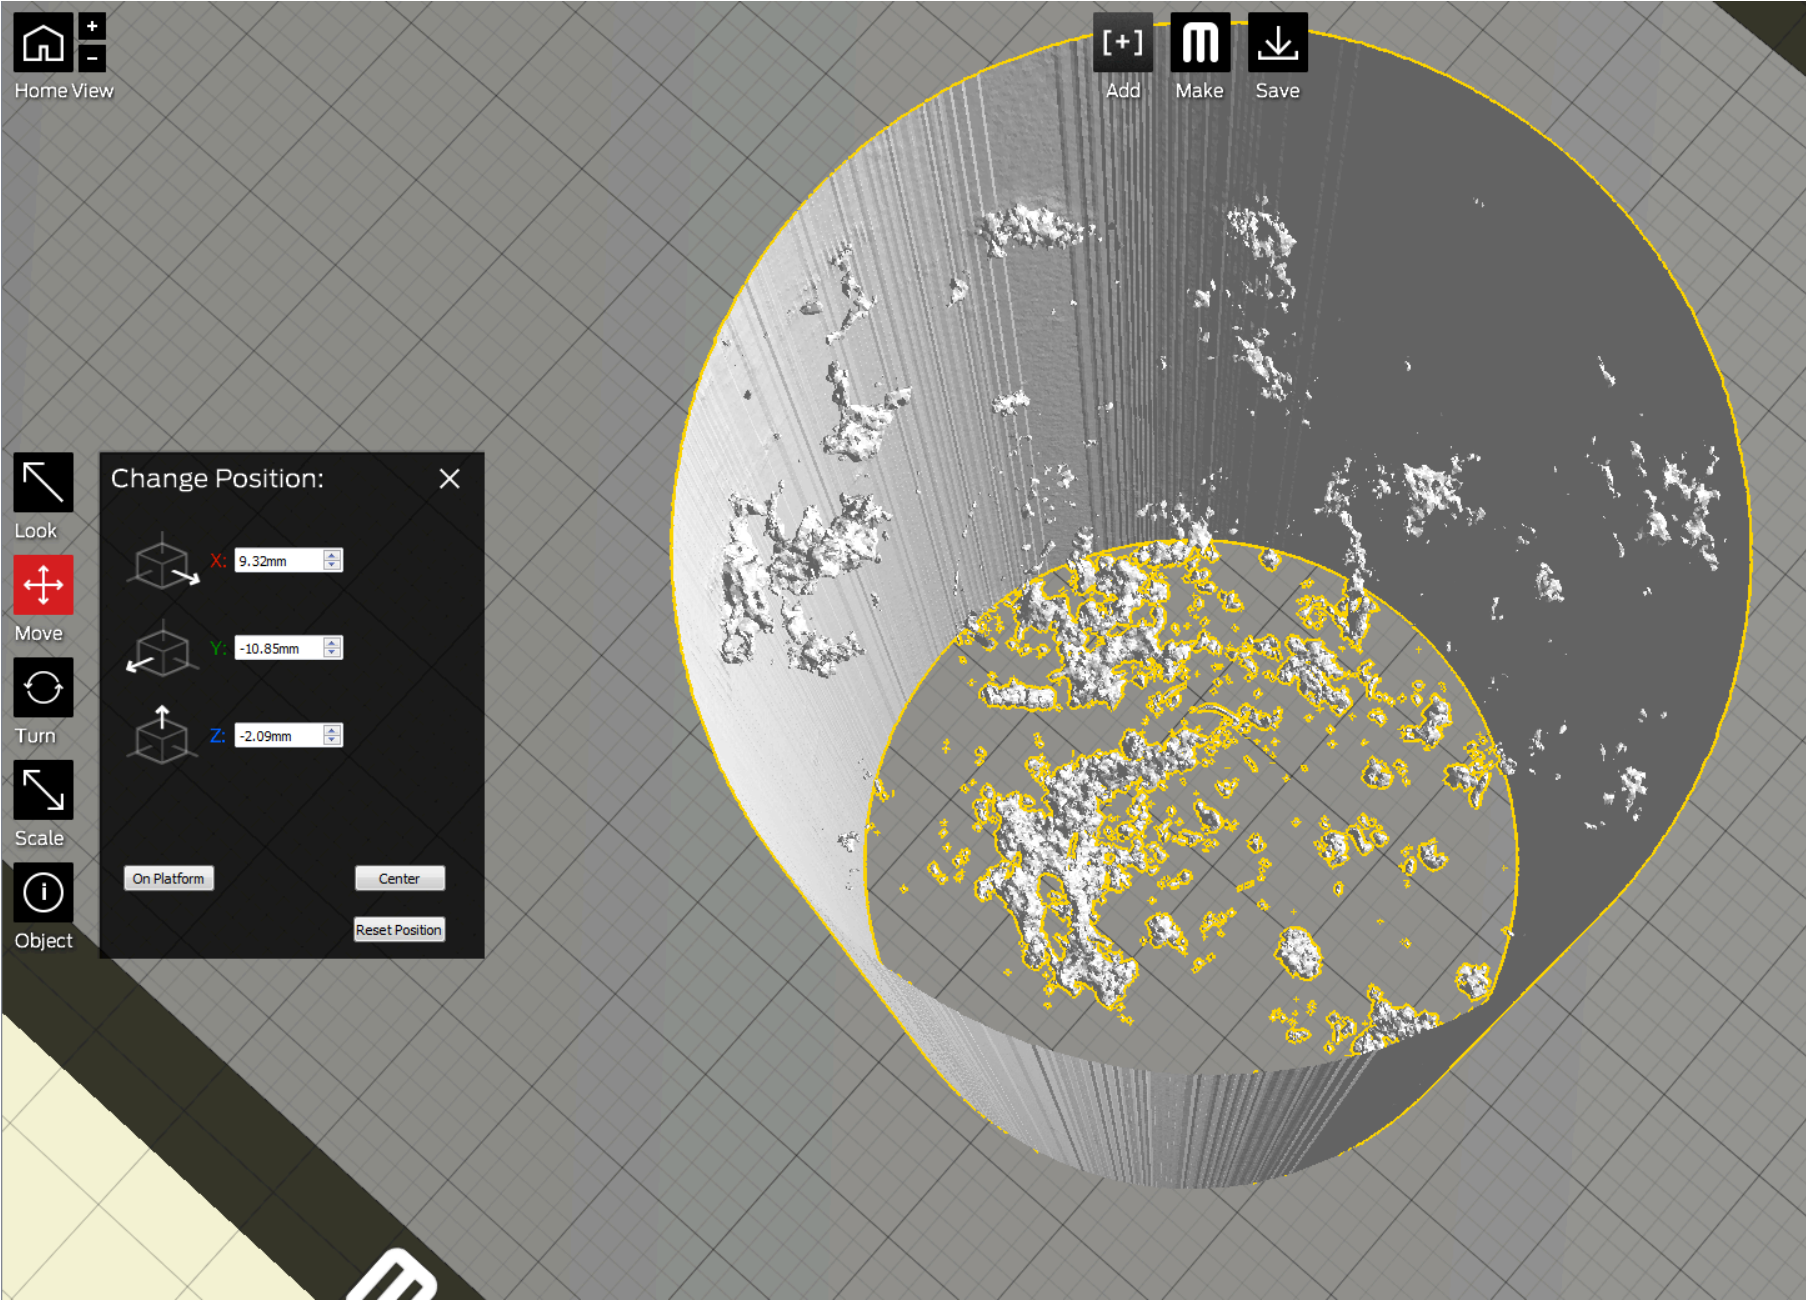 [+]
Home View
Add
Make
Save
Look
Move
Turn
Scale
i
Object
Change Position:
X: 9.32mm
Y: -10.85mm
Z: -2.09mm
On Platform
Center
Reset Position